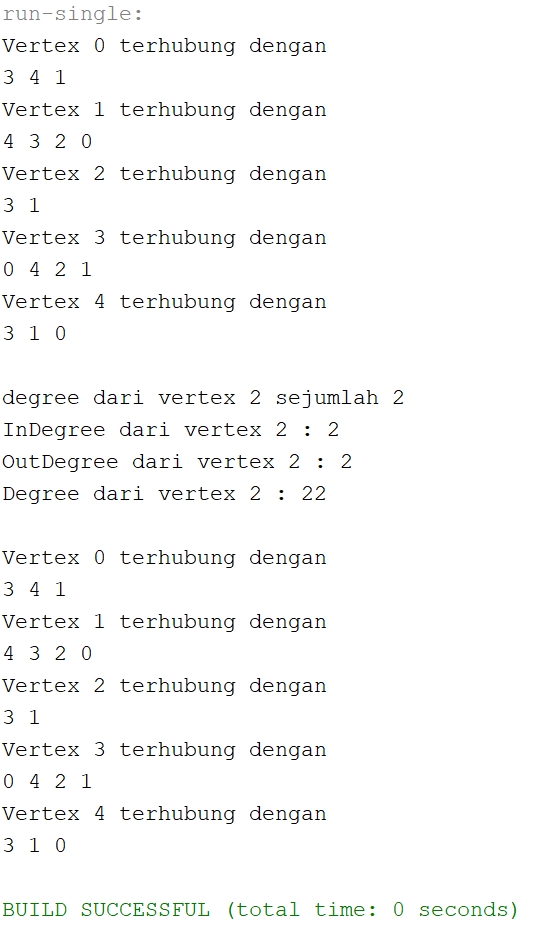 run-single:
Vertex 0 terhubung dengan
3 4 1
Vertex 1 terhubung dengan
4 3 2 0
Vertex 2 terhubung dengan
3 1
Vertex 3 terhubung dengan
0 4 2 1
Vertex 4 terhubung dengan
3 1 0
degree dari vertex 2 sejumlah 2
InDegree dari vertex 2 : 2
OutDegree dari vertex 2 : 2
Degree dari vertex 2 : 22
Vertex 0 terhubung dengan
3 4 1
Vertex 1 terhubung dengan
4 3 2 0
Vertex 2 terhubung dengan
3 1
Vertex 3 terhubung dengan
0 4 2 1
Vertex 4 terhubung dengan
3 1 0
BUILD SUCCESSFUL (total time: 0 seconds)